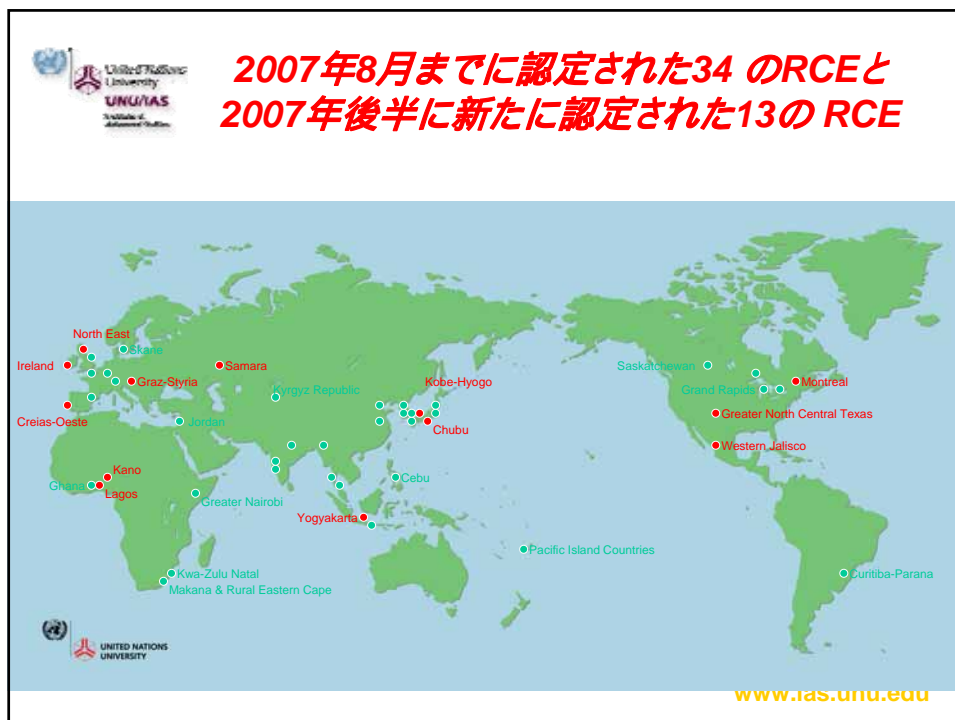 United Nations
University
UNU/IAS
Institute of
Advanced Studies
2007年8月までに認定された34 のRCEと
2007年後半に新たに認定された13の RCE
North East
Skane
Ireland
Samara
Saskatchewan
Graz-Styria
Kyrgyz Republic
Kobe-Hyogo
Grand Rapids
Montreal
Creias-Oeste
Jordan
Chubu
Greater North Central Texas
Western Jalisco
Kano
Ghana
Lagos
Cebu
Greater Nairobi
Yogyakarta
Pacific Island Countries
Kwa-Zulu Natal
Curitiba-Parana
Makana & Rural Eastern Cape
UNITED NATIONS
UNIVERSITY
www.ias.unu.edu